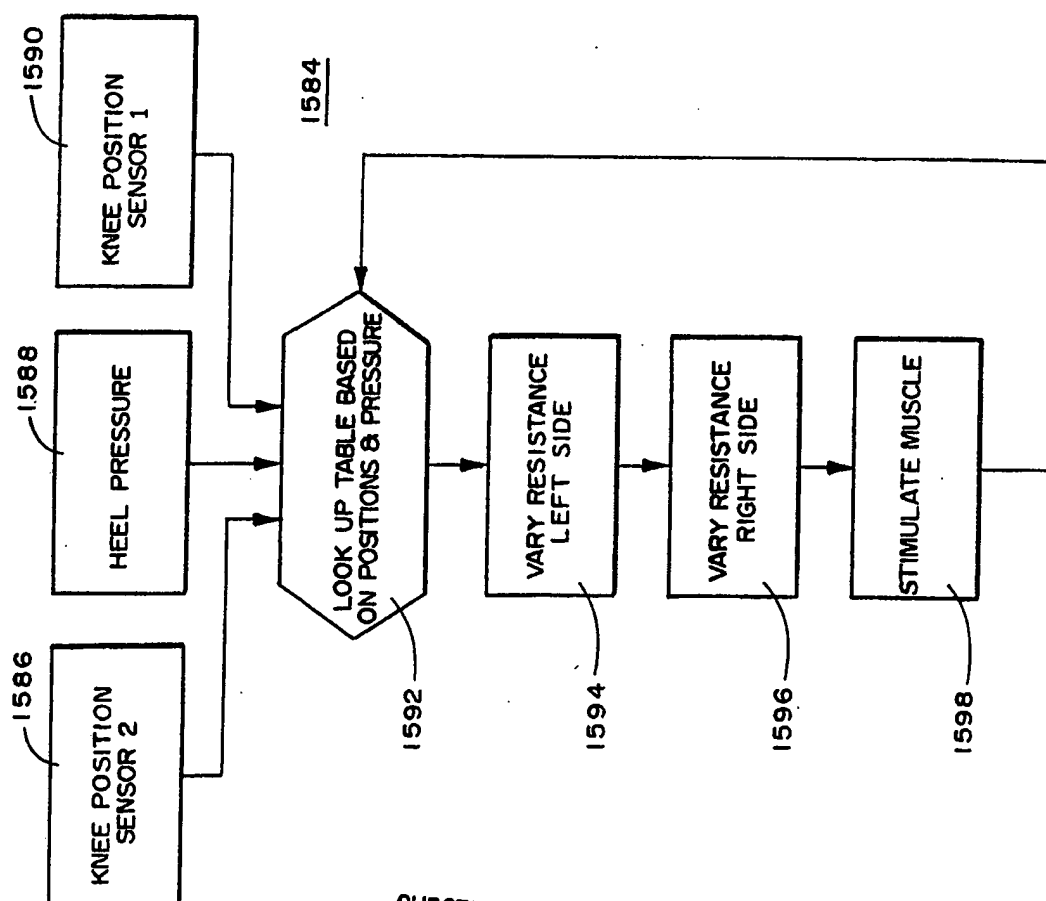 1586
KNEE POSITION
SENSOR 2
1588
HEEL PRESSURE
1590
KNEE POSITION
SENSOR 1
1584
LOOK UP TABLE BASED
ON POSITIONS & PRESSURE
1592
VARY RESISTANCE
LEFT SIDE
1594
VARY RESISTANCE
RIGHT SIDE
1596
STIMULATE MUSCLE
1598